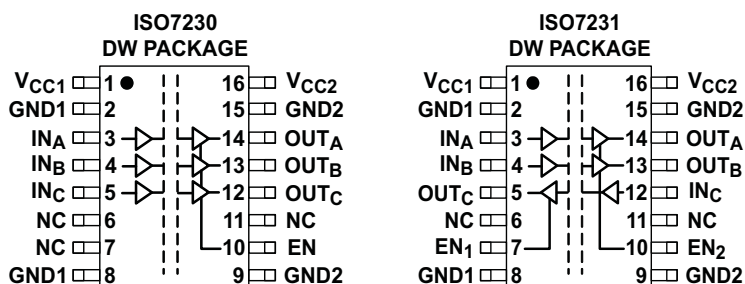 ISO7230
DW PACKAGE
VCC1 1 16 VCC2
GND1 2 15 GND2
INA 3 14 OUTA
INB 4 13 OUTB
INC 5 12 OUTC
NC 6 11 NC
NC 7 10 EN
GND1 8 9 GND2
ISO7231
DW PACKAGE
VCC1 1 16 VCC2
GND1 2 15 GND2
INA 3 14 OUTA
INB 4 13 OUTB
OUTC 5 12 INC
NC 6 11 NC
EN1 7 10 EN2
GND1 8 9 GND2